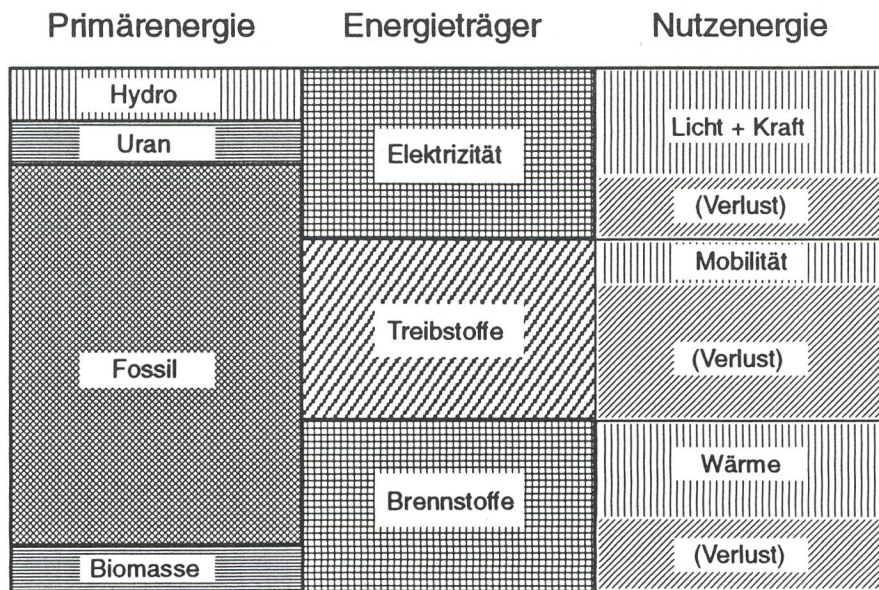 Primärenergie Energieträger Nutzenergie
Hydro
Uran
Fossil
Biomasse
Elektrizität
Treibstoffe
Brennstoffe
Licht + Kraft
(Verlust)
Mobilität
(Verlust)
Wärme
(Verlust)